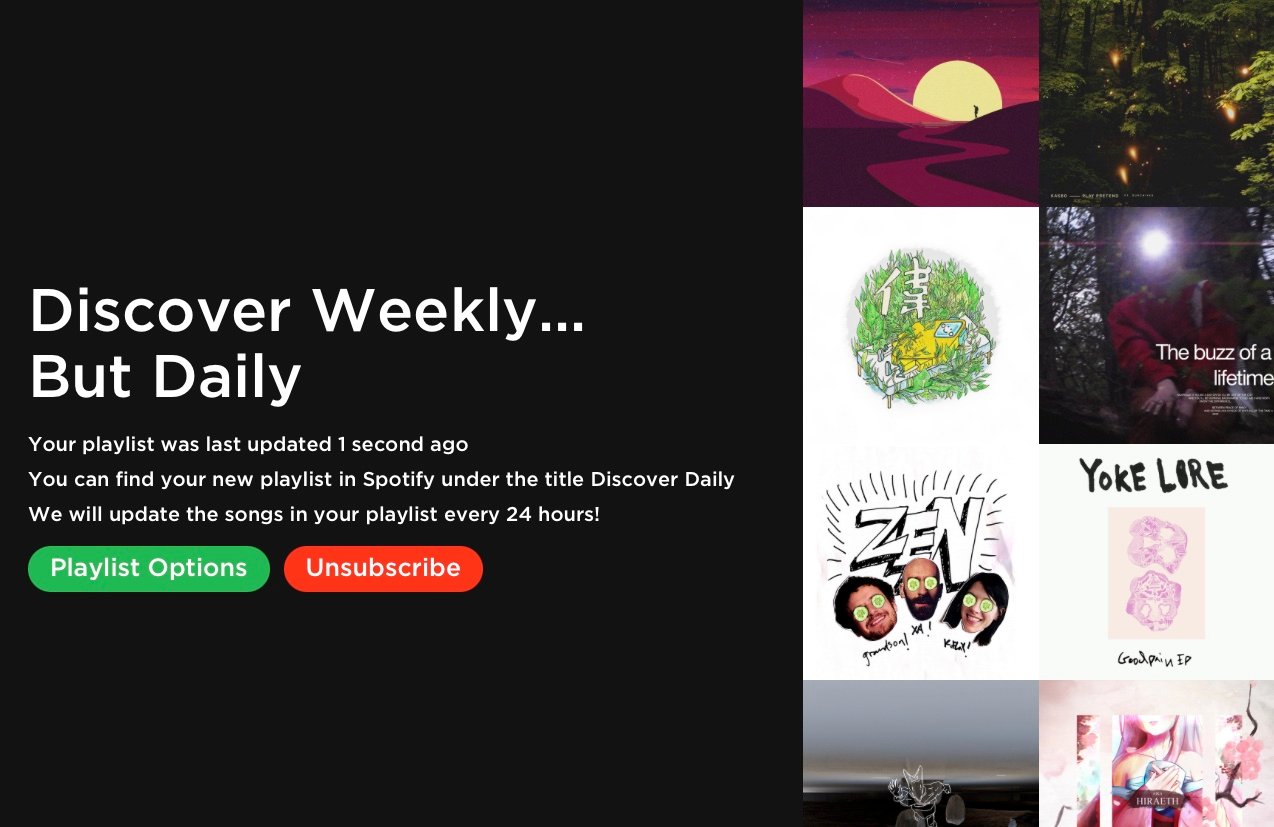 Discover Weekly...
But Daily
Your playlist was last updated 1 second ago
You can find your new playlist in Spotify under the title Discover Daily
We will update the songs in your playlist every 24 hours!
Playlist Options
Unsubscribe
KASBO — PLAY PRETEND
The buzz of a
lifetime
ZEN
grandson!
XA!
KFlay!
YOKE LORE
Goodpain EP
HIRAETH